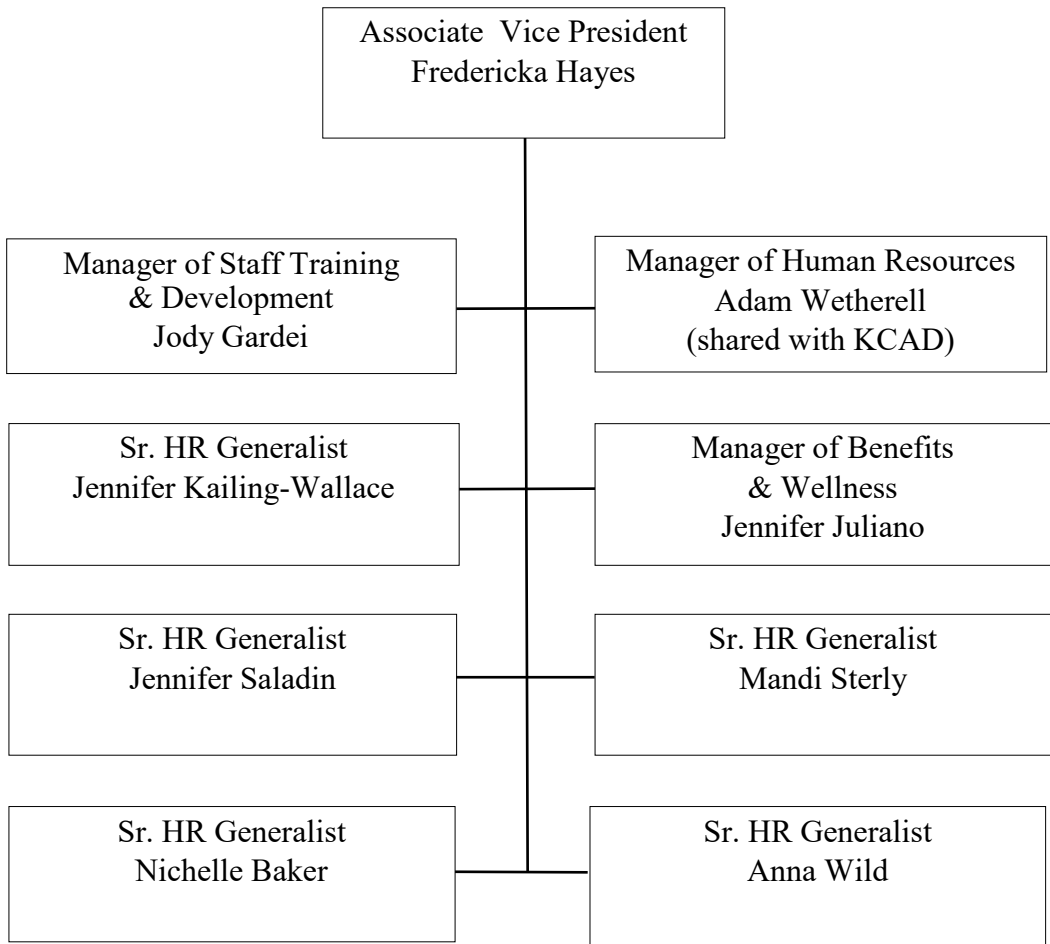 Associate Vice President
Fredericka Hayes
Manager of Staff Training
& Development
Jody Gardei
Manager of Human Resources
Adam Wetherell
(shared with KCAD)
Sr. HR Generalist
Jennifer Kailing-Wallace
Manager of Benefits
& Wellness
Jennifer Juliano
Sr. HR Generalist
Jennifer Saladin
Sr. HR Generalist
Mandi Sterly
Sr. HR Generalist
Nichelle Baker
Sr. HR Generalist
Anna Wild